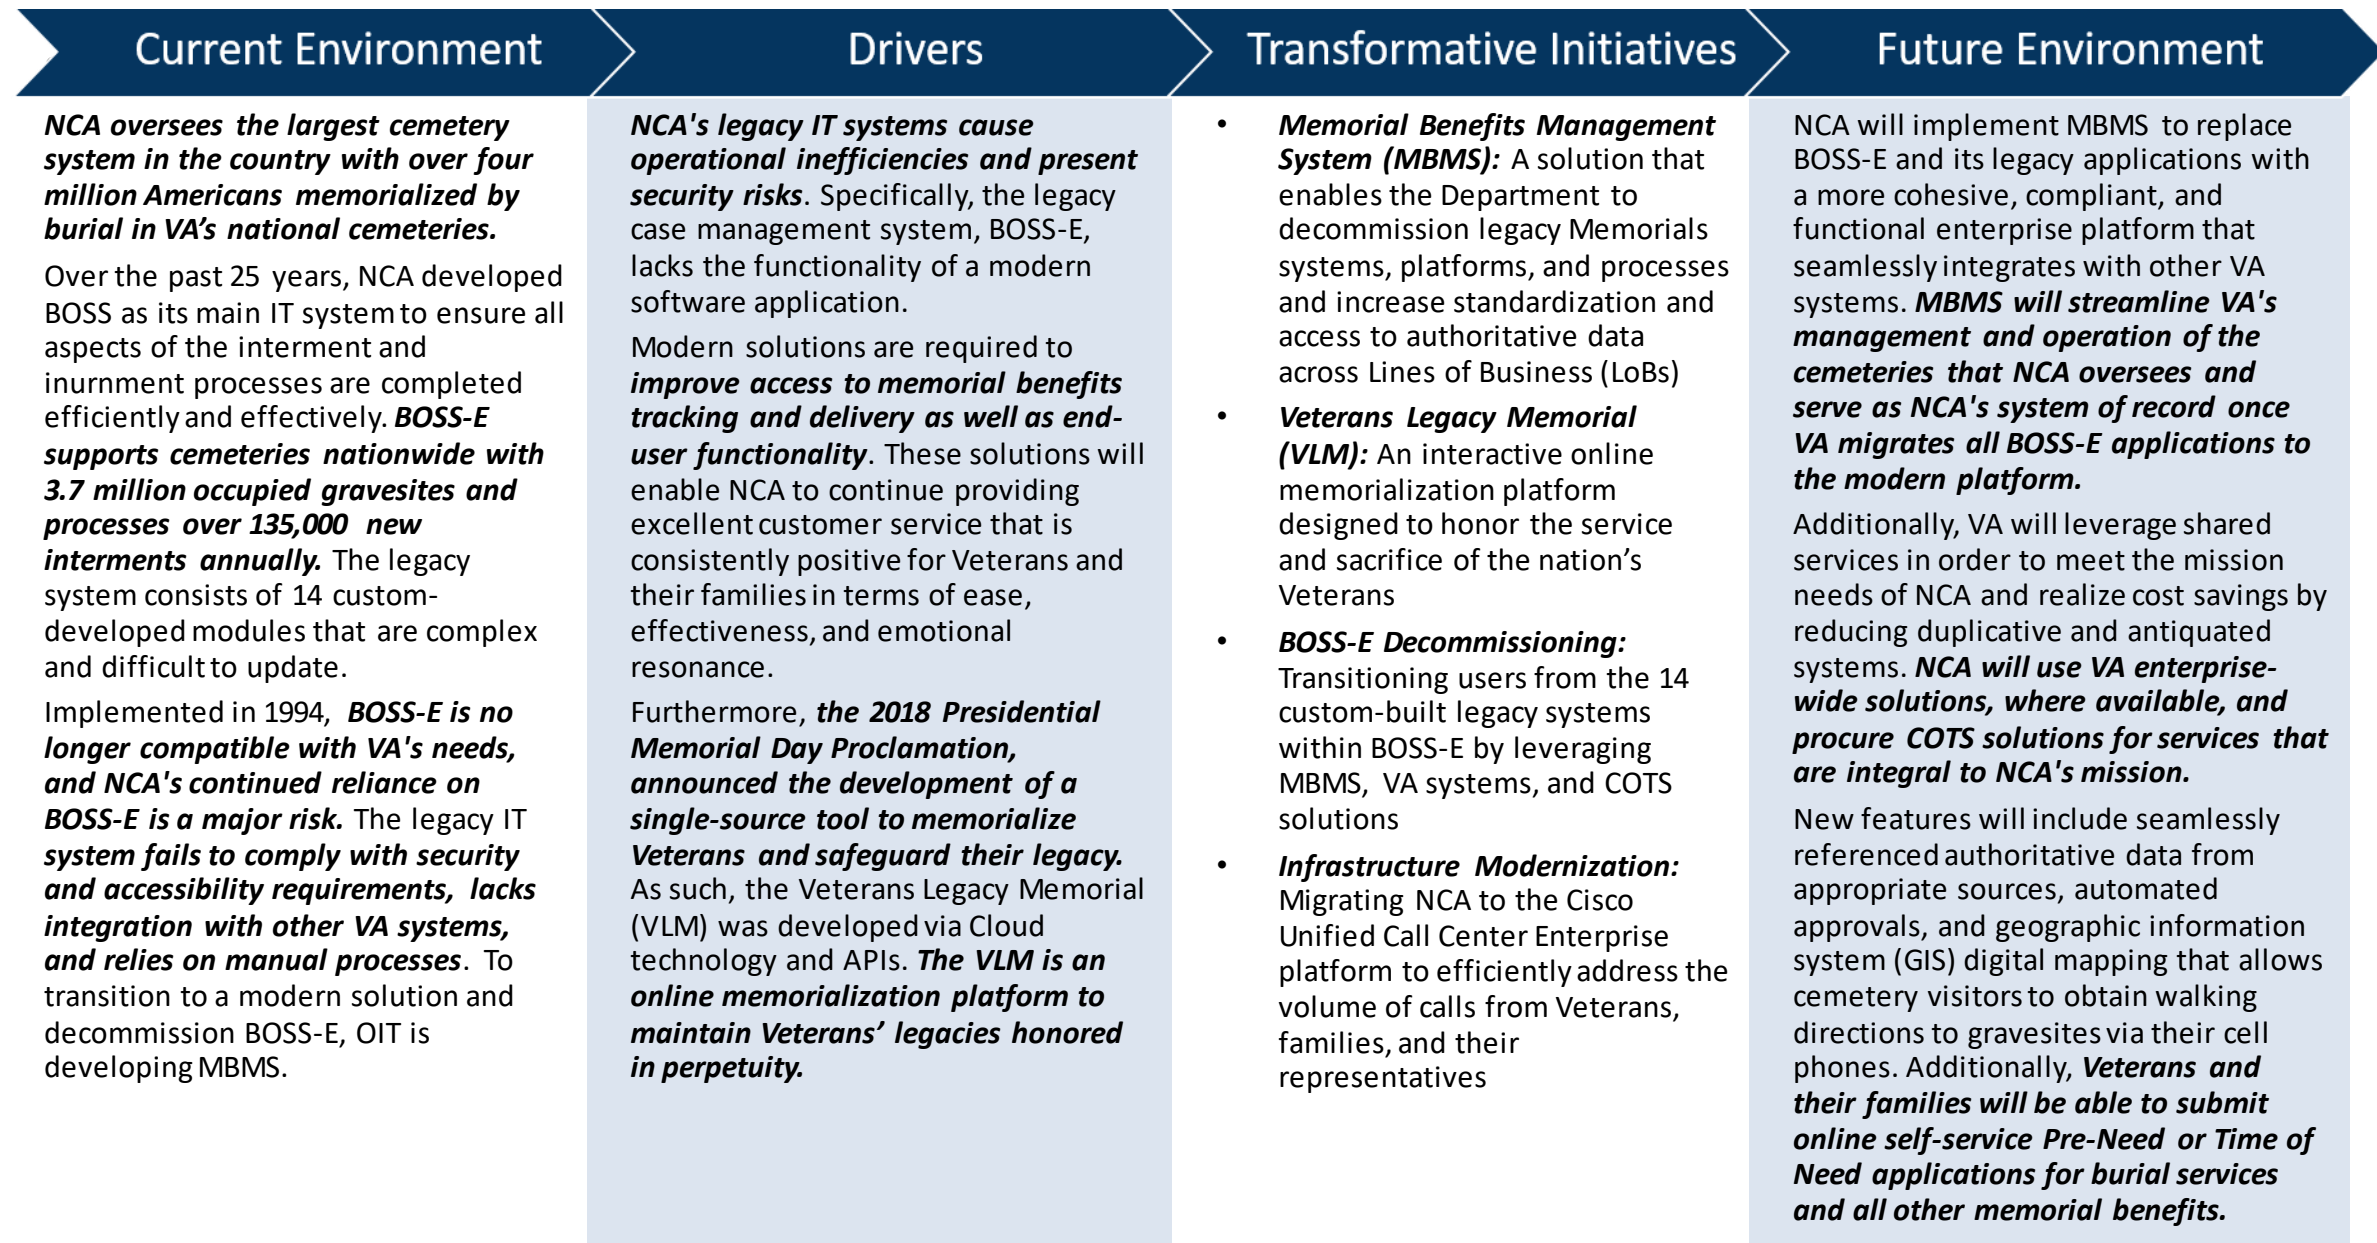 Current Environment
NCA oversees the largest cemetery
system in the country with over four
million Americans memorialized by
burial in VA’s national cemeteries.
Over the past 25 years, NCA developed
BOSS as its main IT system to ensure all
aspects of the interment and
inurnment processes are completed
efficiently and effectively. BOSS-E
supports cemeteries nationwide with
3.7 million occupied gravesites and
processes over 135,000 new
interments annually. The legacy
system consists of 14 custom-
developed modules that are complex
and difficult to update.
Implemented in 1994, BOSS-E is no
longer compatible with VA's needs,
and NCA's continued reliance on
BOSS-E is a major risk. The legacy IT
system fails to comply with security
and accessibility requirements, lacks
integration with other VA systems,
and relies on manual processes. To
transition to a modern solution and
decommission BOSS-E, OIT is
developing MBMS.
Drivers
NCA's legacy IT systems cause
operational inefficiencies and present
security risks. Specifically, the legacy
case management system, BOSS-E,
lacks the functionality of a modern
software application.
Modern solutions are required to
improve access to memorial benefits
tracking and delivery as well as end-
user functionality. These solutions will
enable NCA to continue providing
excellent customer service that is
consistently positive for Veterans and
their families in terms of ease,
effectiveness, and emotional
resonance.
Furthermore, the 2018 Presidential
Memorial Day Proclamation,
announced the development of a
single-source tool to memorialize
Veterans and safeguard their legacy.
As such, the Veterans Legacy Memorial
(VLM) was developed via Cloud
technology and APIs. The VLM is an
online memorialization platform to
maintain Veterans’ legacies honored
in perpetuity.
Transformative Initiatives
• Memorial Benefits Management
System (MBMS): A solution that
enables the Department to
decommission legacy Memorials
systems, platforms, and processes
and increase standardization and
access to authoritative data
across Lines of Business (LoBs)
• Veterans Legacy Memorial
(VLM): An interactive online
memorialization platform
designed to honor the service
and sacrifice of the nation’s
Veterans
• BOSS-E Decommissioning:
Transitioning users from the 14
custom-built legacy systems
within BOSS-E by leveraging
MBMS, VA systems, and COTS
solutions
• Infrastructure Modernization:
Migrating NCA to the Cisco
Unified Call Center Enterprise
platform to efficiently address the
volume of calls from Veterans,
families, and their
representatives
Future Environment
NCA will implement MBMS to replace
BOSS-E and its legacy applications with
a more cohesive, compliant, and
functional enterprise platform that
seamlessly integrates with other VA
systems. MBMS will streamline VA's
management and operation of the
cemeteries that NCA oversees and
serve as NCA's system of record once
VA migrates all BOSS-E applications to
the modern platform.
Additionally, VA will leverage shared
services in order to meet the mission
needs of NCA and realize cost savings by
reducing duplicative and antiquated
systems. NCA will use VA enterprise-
wide solutions, where available, and
procure COTS solutions for services that
are integral to NCA's mission.
New features will include seamlessly
referenced authoritative data from
appropriate sources, automated
approvals, and geographic information
system (GIS) digital mapping that allows
cemetery visitors to obtain walking
directions to gravesites via their cell
phones. Additionally, Veterans and
their families will be able to submit
online self-service Pre-Need or Time of
Need applications for burial services
and all other memorial benefits.